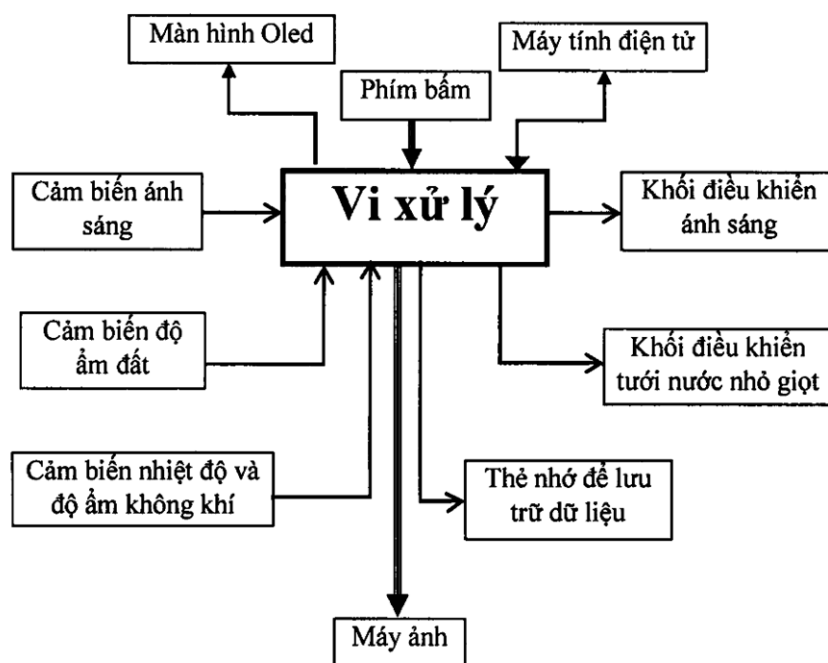 Màn hình Oled
Máy tính điện tử
Phím bấm
Cảm biến ánh
sáng
Vi xử lý
Khối điều khiển
ánh sáng
Cảm biến độ
ẩm đất
Khối điều khiển
tưới nước nhỏ giọt
Cảm biến nhiệt độ và
độ ẩm không khí
Thẻ nhớ để lưu
trữ dữ liệu
Máy ảnh